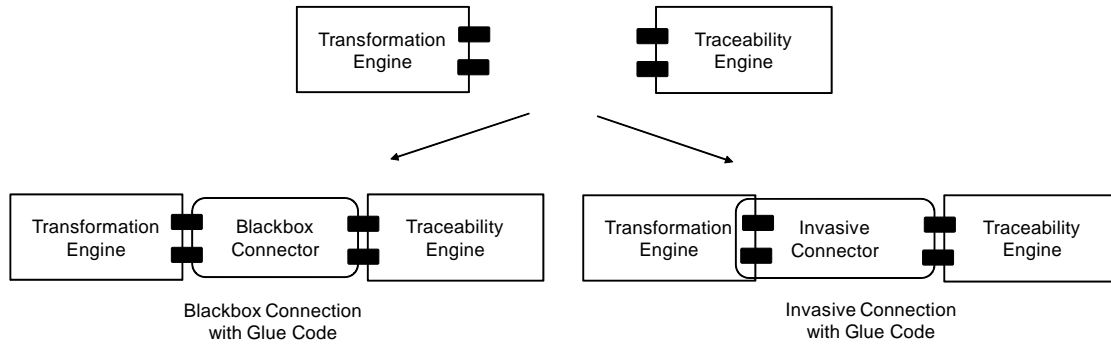 Transformation
Engine
Traceability
Engine
Transformation
Engine
Blackbox
Connector
Traceability
Engine
Transformation
Engine
Invasive
Connector
Traceability
Engine
Blackbox Connection
with Glue Code
Invasive Connection
with Glue Code